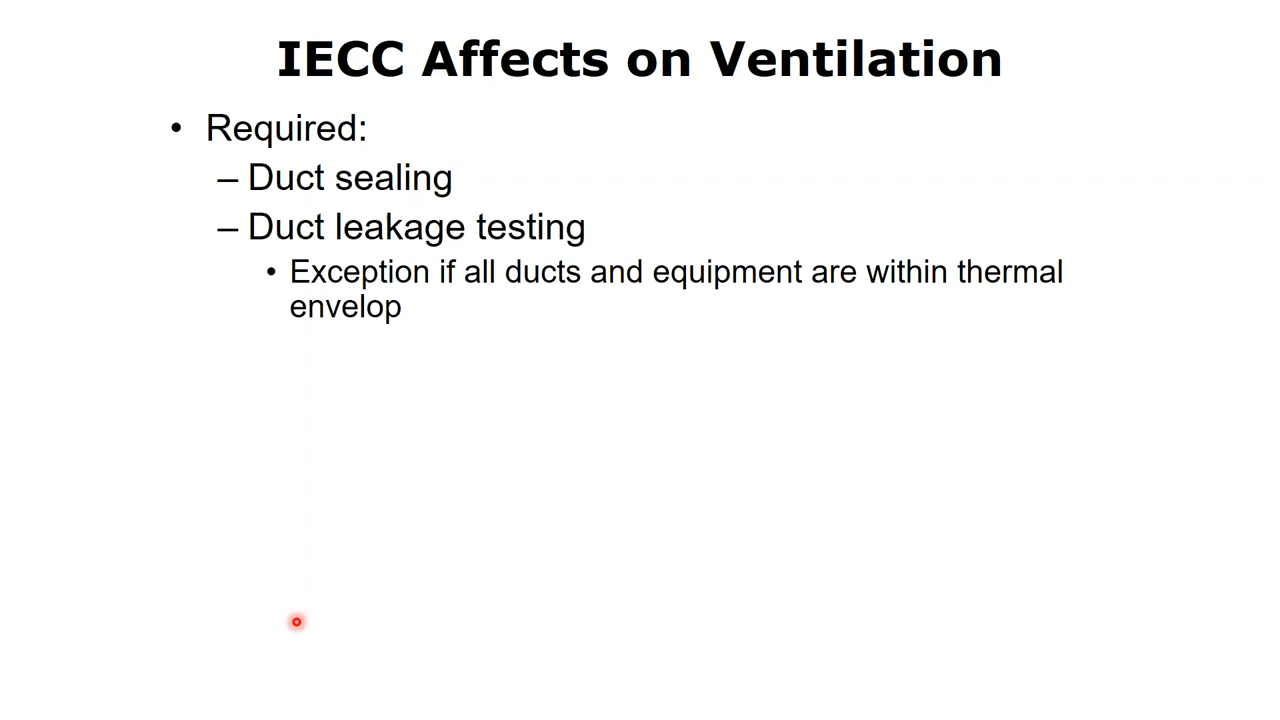 IECC Affects on Ventilation
• Required:
– Duct sealing
– Duct leakage testing
• Exception if all ducts and equipment are within thermal
envelop